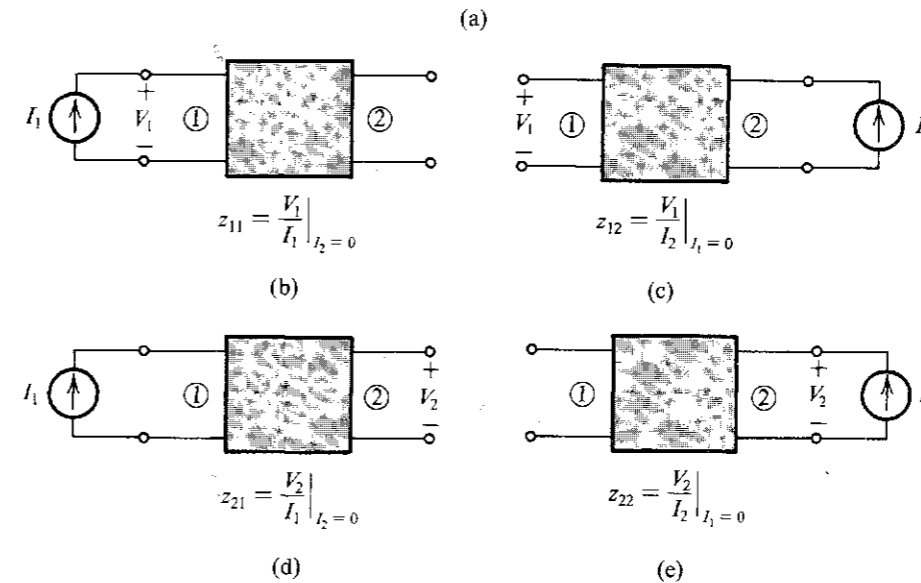 (a)
I₁ + V₁ − ① ②
+ V₁ − ① ② I
z₁₁ = V₁/I₁ |I₂ = 0
z₁₂ = V₁/I₂ |I₁ = 0
(b)
(c)
I₁ ① ② + V₂ −
① ② + V₂ − I
z₂₁ = V₂/I₁ |I₂ = 0
z₂₂ = V₂/I₂ |I₁ = 0
(d)
(e)